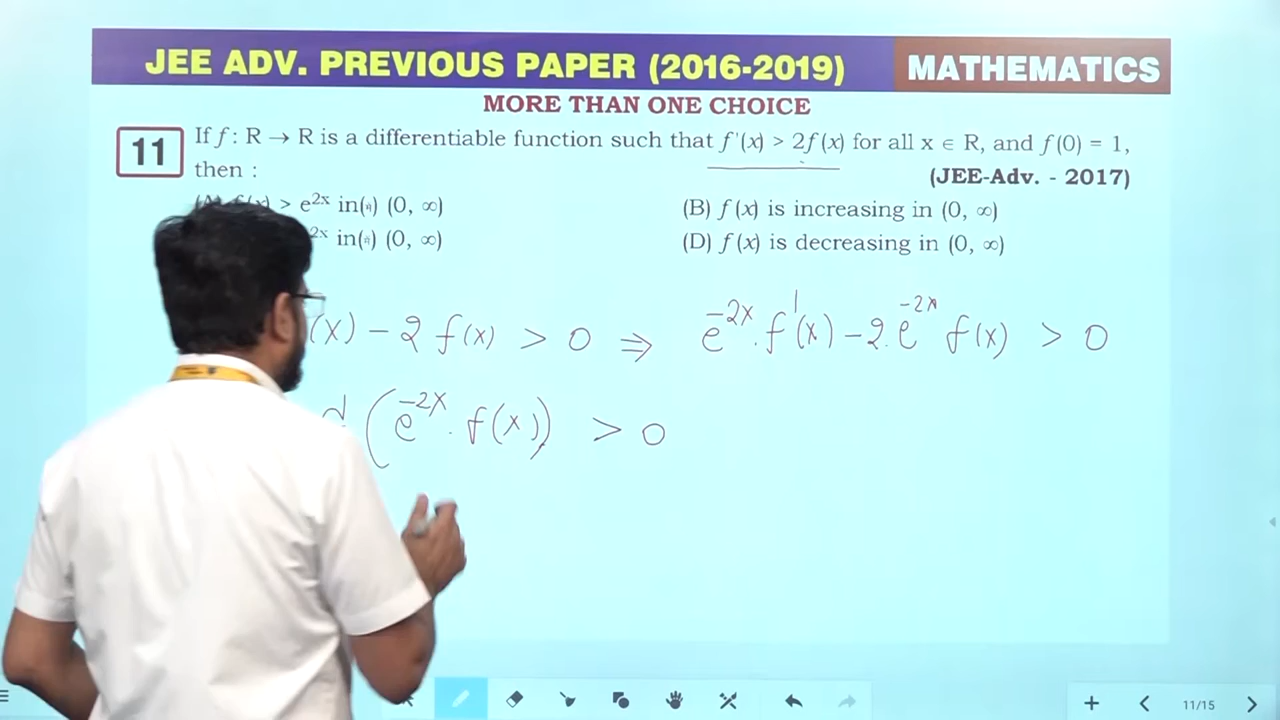 JEE ADV. PREVIOUS PAPER (2016-2019) MATHEMATICS
MORE THAN ONE CHOICE
11 If f : R → R is a differentiable function such that f'(x) > 2f(x) for all x ∈ R, and f(0) = 1,
then : (JEE-Adv. - 2017)
> e^2x in(॰) (0, ∞) (B) f(x) is increasing in (0, ∞)
2x in(॰) (0, ∞) (D) f(x) is decreasing in (0, ∞)
(x) - 2 f(x) > 0 ⇒ e^-2x . f'(x) - 2 . e^-2x f(x) > 0
d (e^-2x . f(x)) > 0
11/15